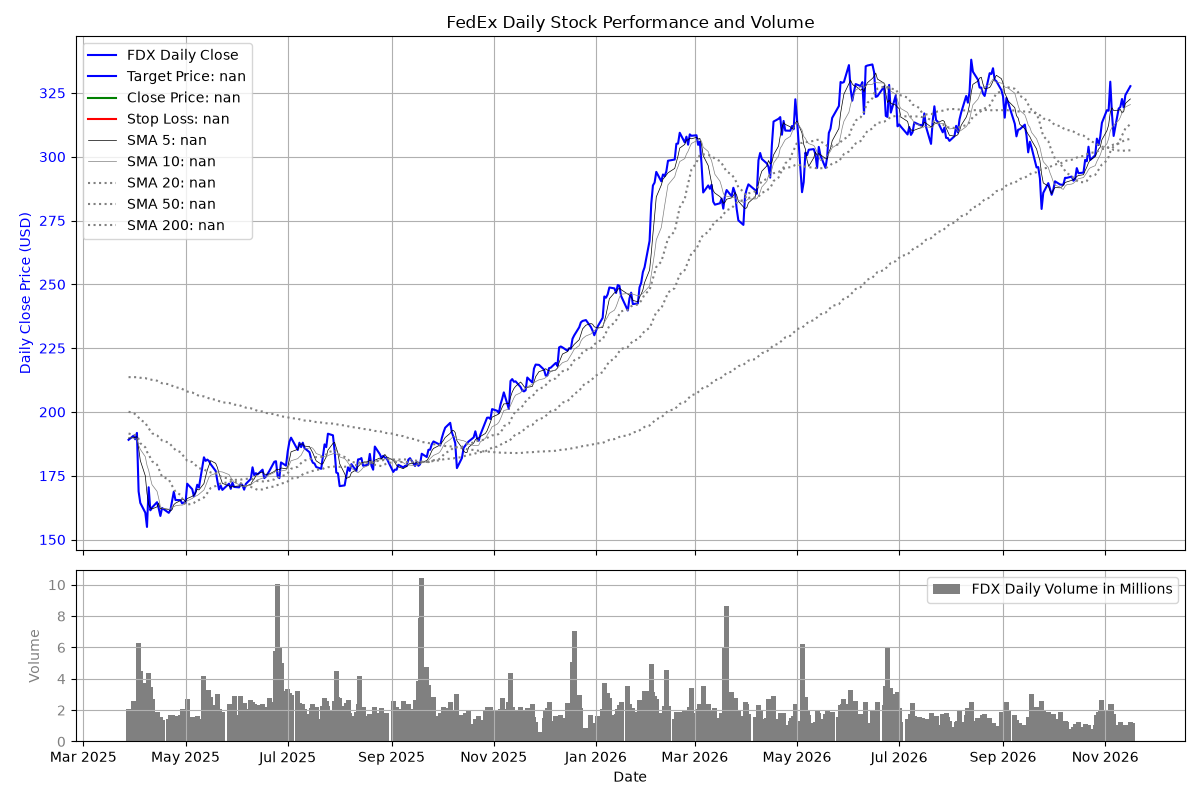 FedEx Daily Stock Performance and Volume
FDX Daily Close
Target Price: nan
Close Price: nan
Stop Loss: nan
SMA 5: nan
SMA 10: nan
SMA 20: nan
SMA 50: nan
SMA 200: nan
Daily Close Price (USD)
325
300
275
250
225
200
175
150
FDX Daily Volume in Millions
Volume
10
8
6
4
2
0
Mar 2025 May 2025 Jul 2025 Sep 2025 Nov 2025 Jan 2026 Mar 2026 May 2026 Jul 2026 Sep 2026 Nov 2026
Date